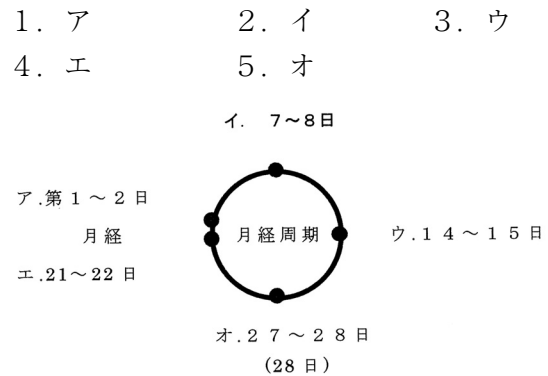 1. ア 2. イ 3. ウ
4. エ 5. オ
イ. 7～8日
ア.第1～2日
月経
月経周期
ウ.14～15日
エ.21～22日
オ.27～28日
(28日)